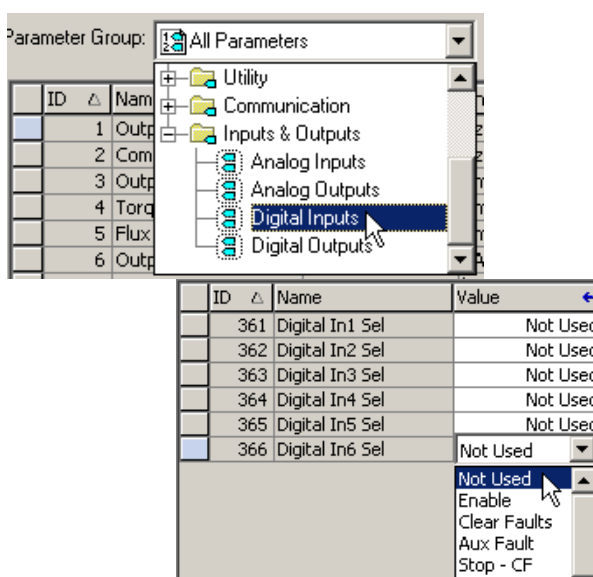 Parameter Group: All Parameters
Utility
Communication
Inputs & Outputs
Analog Inputs
Analog Outputs
Digital Inputs
Digital Outputs
ID Nam
1 Outp
2 Com
3 Outp
4 Torq
5 Flux
6 Outp
ID Name Value
361 Digital In1 Sel Not Used
362 Digital In2 Sel Not Used
363 Digital In3 Sel Not Used
364 Digital In4 Sel Not Used
365 Digital In5 Sel Not Used
366 Digital In6 Sel Not Used
Not Used
Enable
Clear Faults
Aux Fault
Stop - CF